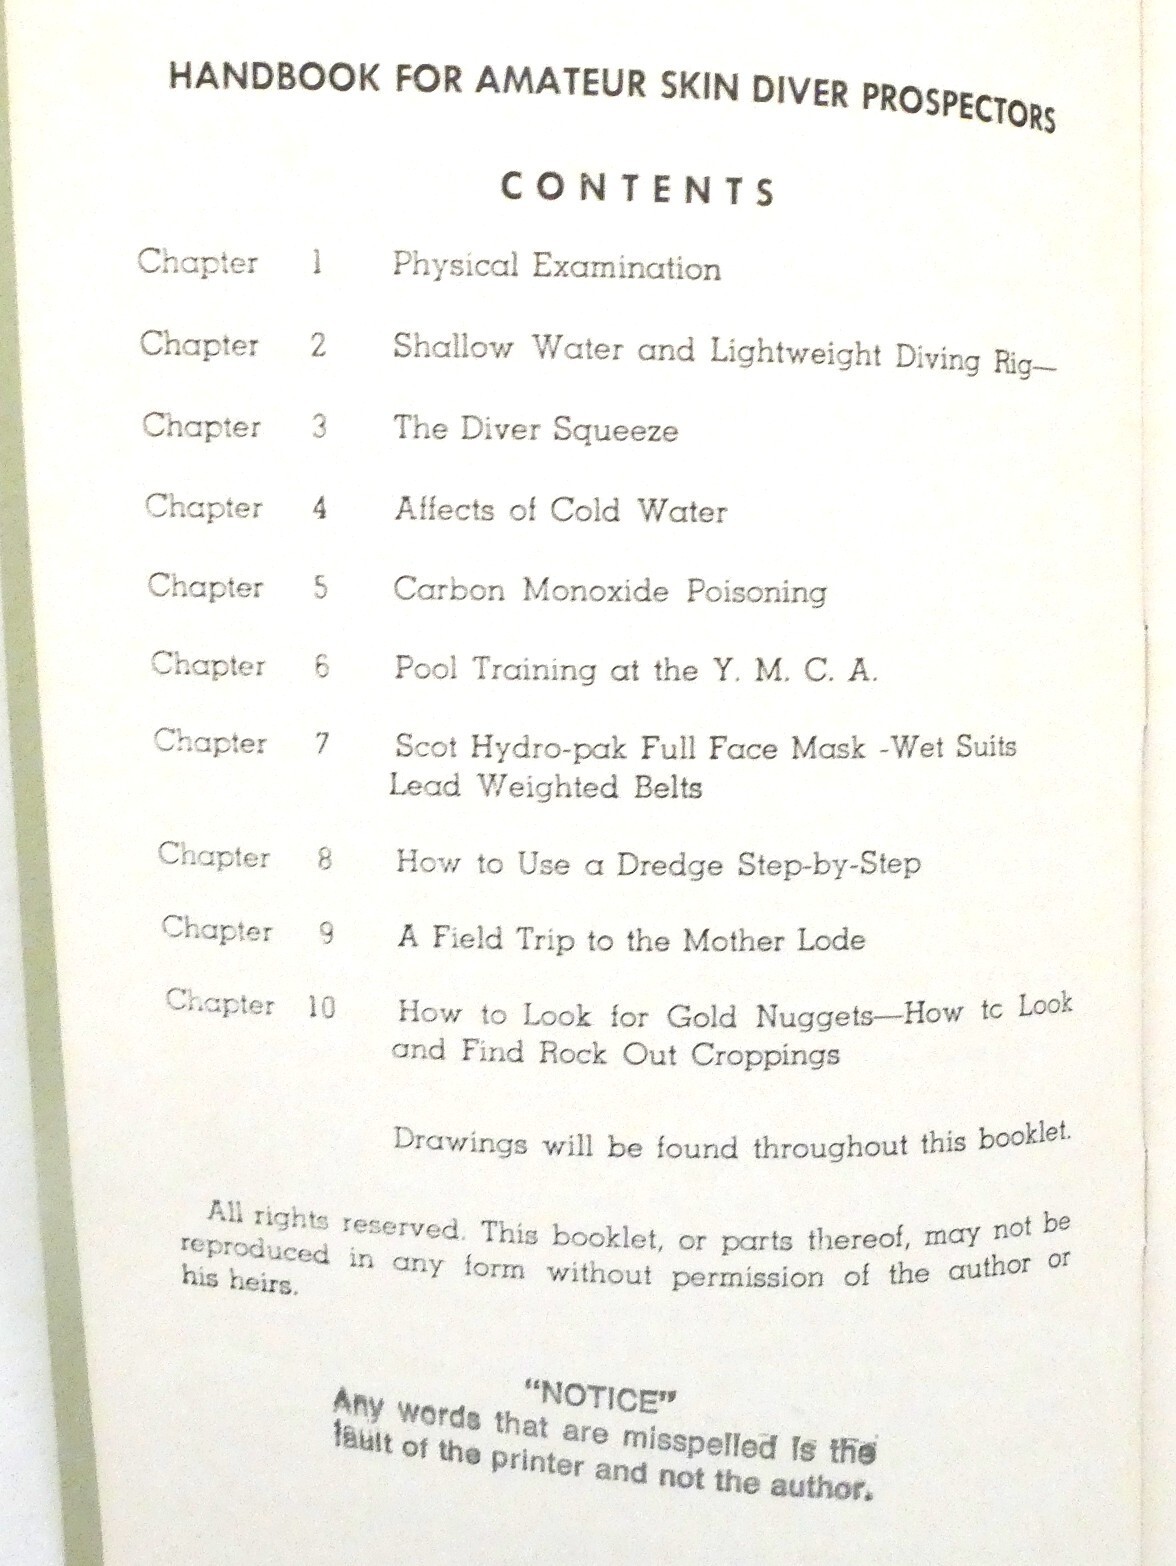 HANDBOOK FOR AMATEUR SKIN DIVER PROSPECTORS
CONTENTS
Chapter 1 Physical Examination
Chapter 2 Shallow Water and Lightweight Diving Rig—
Chapter 3 The Diver Squeeze
Chapter 4 Affects of Cold Water
Chapter 5 Carbon Monoxide Poisoning
Chapter 6 Pool Training at the Y. M. C. A.
Chapter 7 Scot Hydro-pak Full Face Mask -Wet Suits
Lead Weighted Belts
Chapter 8 How to Use a Dredge Step-by-Step
Chapter 9 A Field Trip to the Mother Lode
Chapter 10 How to Look for Gold Nuggets—How to Look
and Find Rock Out Croppings
Drawings will be found throughout this booklet.
All rights reserved. This booklet, or parts thereof, may not be
reproduced in any form without permission of the author or
his heirs.
"NOTICE"
Any words that are misspelled is the
fault of the printer and not the author.